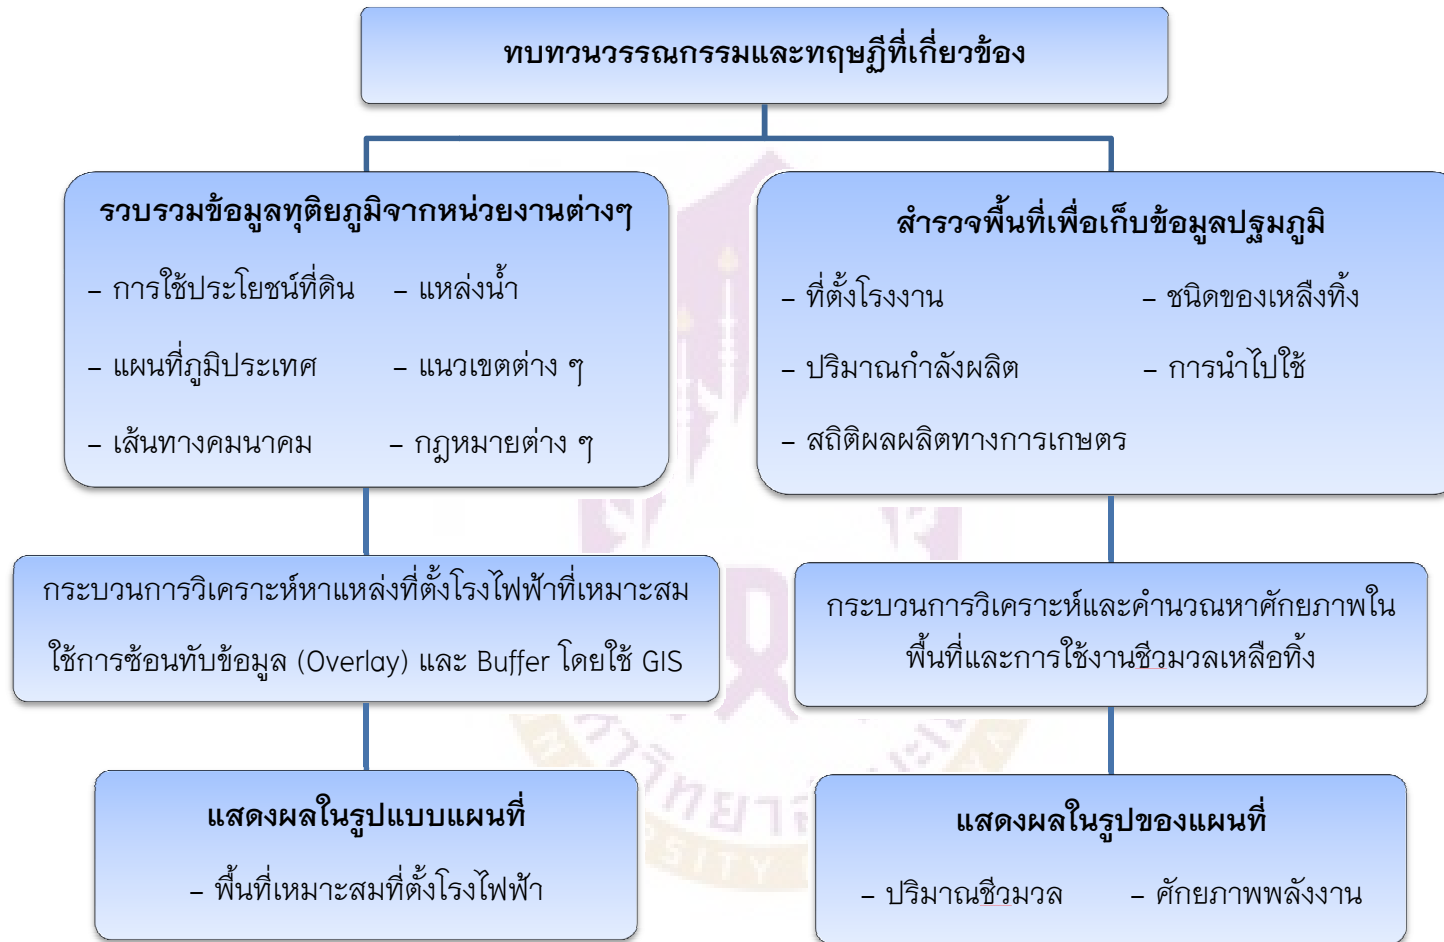 ทบทวนวรรณกรรมและทฤษฎีที่เกี่ยวข้อง
รวบรวมข้อมูลทุติยภูมิจากหน่วยงานต่างๆ
– การใช้ประโยชน์ที่ดิน – แหล่งน้ำ
– แผนที่ภูมิประเทศ – แนวเขตต่าง ๆ
– เส้นทางคมนาคม – กฎหมายต่าง ๆ
สำรวจพื้นที่เพื่อเก็บข้อมูลปฐมภูมิ
– ที่ตั้งโรงงาน – ชนิดของเหลืงทิ้ง
– ปริมาณกำลังผลิต – การนำไปใช้
– สถิติผลผลิตทางการเกษตร
กระบวนการวิเคราะห์หาแหล่งที่ตั้งโรงไฟฟ้าที่เหมาะสม
ใช้การซ้อนทับข้อมูล (Overlay) และ Buffer โดยใช้ GIS
กระบวนการวิเคราะห์และคำนวณหาศักยภาพใน
พื้นที่และการใช้งานชีวมวลเหลือทิ้ง
แสดงผลในรูปแบบแผนที่
– พื้นที่เหมาะสมที่ตั้งโรงไฟฟ้า
แสดงผลในรูปของแผนที่
– ปริมาณชีวมวล – ศักยภาพพลังงาน